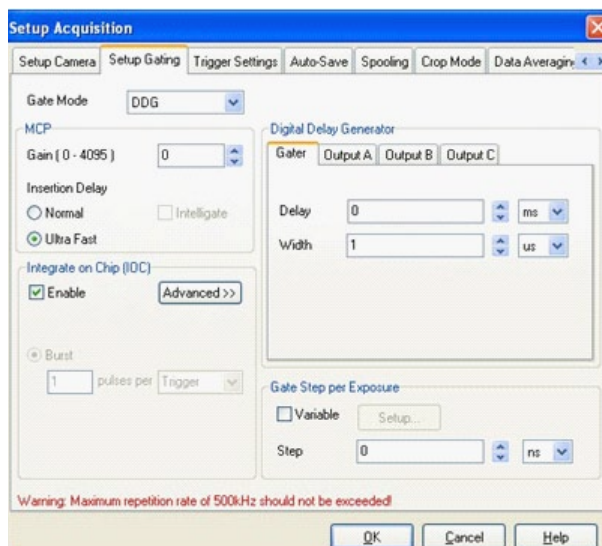 Setup Acquisition
Setup Camera Setup Gating Trigger Settings Auto-Save Spooling Crop Mode Data Averaging
Gate Mode DDG
MCP
Gain ( 0 - 4095 ) 0
Insertion Delay
Normal Intelligate
Ultra Fast
Integrate on Chip (IOC)
Enable Advanced >>
Burst
1 pulses per Trigger
Digital Delay Generator
Gater Output A Output B Output C
Delay 0 ms
Width 1 us
Gate Step per Exposure
Variable Setup...
Step 0 ns
Warning: Maximum repetition rate of 500kHz should not be exceeded!
OK Cancel Help